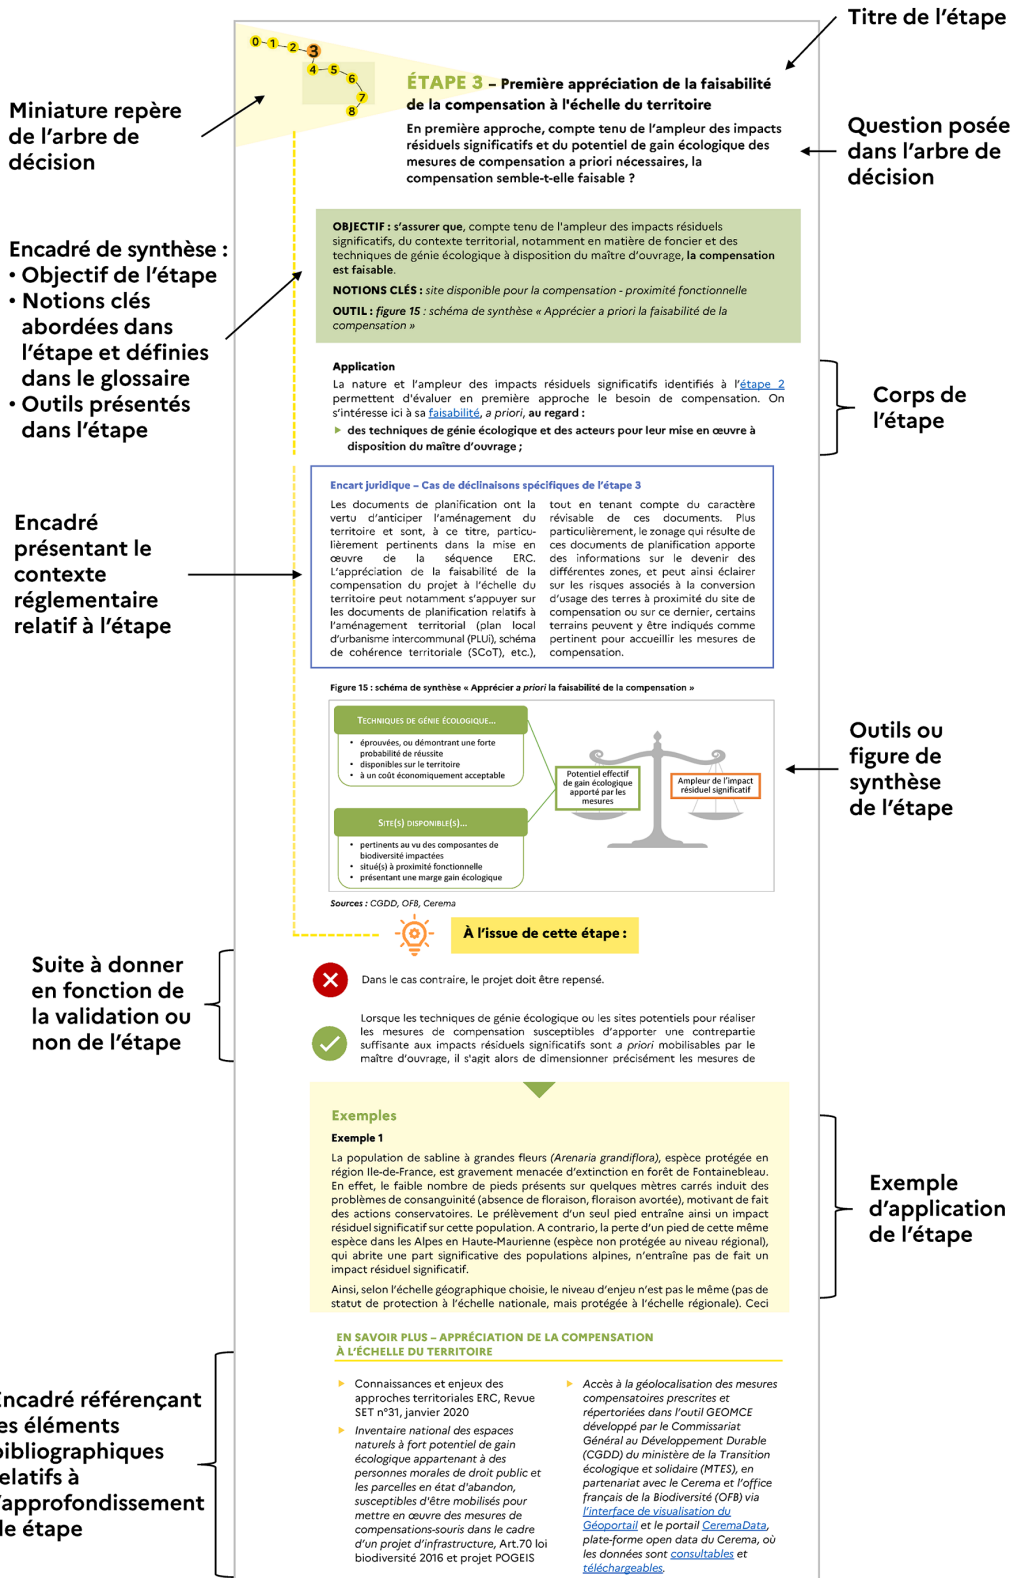 Titre de l'étape
0 1 2 3
4 5 6 7 8
Miniature repère
de l'arbre de
décision
ÉTAPE 3 – Première appréciation de la faisabilité
de la compensation à l'échelle du territoire
En première approche, compte tenu de l'ampleur des impacts
résiduels significatifs et du potentiel de gain écologique des
mesures de compensation a priori nécessaires, la
compensation semble-t-elle faisable ?
Question posée
dans l'arbre de
décision
Encadré de synthèse :
• Objectif de l'étape
• Notions clés
abordées dans
l'étape et définies
dans le glossaire
• Outils présentés
dans l'étape
OBJECTIF : s'assurer que, compte tenu de l'ampleur des impacts résiduels
significatifs, du contexte territorial, notamment en matière de foncier et des
techniques de génie écologique à disposition du maître d'ouvrage, la compensation
est faisable.
NOTIONS CLÉS : site disponible pour la compensation - proximité fonctionnelle
OUTIL : figure 15 : schéma de synthèse « Apprécier a priori la faisabilité de la
compensation »
Application
La nature et l'ampleur des impacts résiduels significatifs identifiés à l'étape 2
permettent d'évaluer en première approche le besoin de compensation. On
s'intéresse ici à sa faisabilité, a priori, au regard :
► des techniques de génie écologique et des acteurs pour leur mise en œuvre à
disposition du maître d'ouvrage ;
Corps de
l'étape
Encadré
présentant le
contexte
réglementaire
relatif à l'étape
Encart juridique – Cas de déclinaisons spécifiques de l'étape 3
Les documents de planification ont la
vertu d'anticiper l'aménagement du
territoire et sont, à ce titre, particu-
lièrement pertinents dans la mise en
œuvre de la séquence ERC.
L'appréciation de la faisabilité de la
compensation du projet à l'échelle du
territoire peut notamment s'appuyer sur
les documents de planification relatifs à
l'aménagement territorial (plan local
d'urbanisme intercommunal (PLUi), schéma
de cohérence territoriale (SCoT), etc.),
tout en tenant compte du caractère
révisable de ces documents. Plus
particulièrement, le zonage qui résulte de
ces documents de planification apporte
des informations sur le devenir des
différentes zones, et peut ainsi éclairer
sur les risques associés à la conversion
d'usage des terres à proximité du site de
compensation ou sur ce dernier, certains
terrains peuvent y être indiqués comme
pertinent pour accueillir les mesures de
compensation.
Figure 15 : schéma de synthèse « Apprécier a priori la faisabilité de la compensation »
TECHNIQUES DE GÉNIE ÉCOLOGIQUE...
• éprouvées, ou démontrant une forte
probabilité de réussite
• disponibles sur le territoire
• à un coût économiquement acceptable
SITE(S) DISPONIBLE(S)...
• pertinents au vu des composantes de
biodiversité impactées
• situé(s) à proximité fonctionnelle
• présentant une marge gain écologique
Potentiel effectif
de gain écologique
apporté par les
mesures
Ampleur de l'impact
résiduel significatif
Outils ou
figure de
synthèse
de l'étape
Sources : CGDD, OFB, Cerema
À l'issue de cette étape :
Suite à donner
en fonction de
la validation ou
non de l'étape
Dans le cas contraire, le projet doit être repensé.
Lorsque les techniques de génie écologique ou les sites potentiels pour réaliser
les mesures de compensation susceptibles d'apporter une contrepartie
suffisante aux impacts résiduels significatifs sont a priori mobilisables par le
maître d'ouvrage, il s'agit alors de dimensionner précisément les mesures de
Exemples
Exemple 1
La population de sabline à grandes fleurs (Arenaria grandiflora), espèce protégée en
région Ile-de-France, est gravement menacée d'extinction en forêt de Fontainebleau.
En effet, le faible nombre de pieds présents sur quelques mètres carrés induit des
problèmes de consanguinité (absence de floraison, floraison avortée), motivant de fait
des actions conservatoires. Le prélèvement d'un seul pied entraîne ainsi un impact
résiduel significatif sur cette population. A contrario, la perte d'un pied de cette même
espèce dans les Alpes en Haute-Maurienne (espèce non protégée au niveau régional),
qui abrite une part significative des populations alpines, n'entraîne pas de fait un
impact résiduel significatif.
Ainsi, selon l'échelle géographique choisie, le niveau d'enjeu n'est pas le même (pas de
statut de protection à l'échelle nationale, mais protégée à l'échelle régionale). Ceci
Exemple
d'application
de l'étape
EN SAVOIR PLUS – APPRÉCIATION DE LA COMPENSATION
À L'ÉCHELLE DU TERRITOIRE
Encadré référençant
les éléments
bibliographiques
relatifs à
l'approfondissement
de étape
► Connaissances et enjeux des
approches territoriales ERC, Revue
SET n°31, janvier 2020
► Inventaire national des espaces
naturels à fort potentiel de gain
écologique appartenant à des
personnes morales de droit public et
les parcelles en état d'abandon,
susceptibles d'être mobilisés pour
mettre en œuvre des mesures de
compensations-souris dans le cadre
d'un projet d'infrastructure, Art.70 loi
biodiversité 2016 et projet POGEIS
► Accès à la géolocalisation des mesures
compensatoires prescrites et
répertoriées dans l'outil GEOMCE
développé par le Commissariat
Général au Développement Durable
(CGDD) du ministère de la Transition
écologique et solidaire (MTES), en
partenariat avec le Cerema et l'office
français de la Biodiversité (OFB) via
l'interface de visualisation du
Géoportail et le portail CeremaData,
plate-forme open data du Cerema, où
les données sont consultables et
téléchargeables.